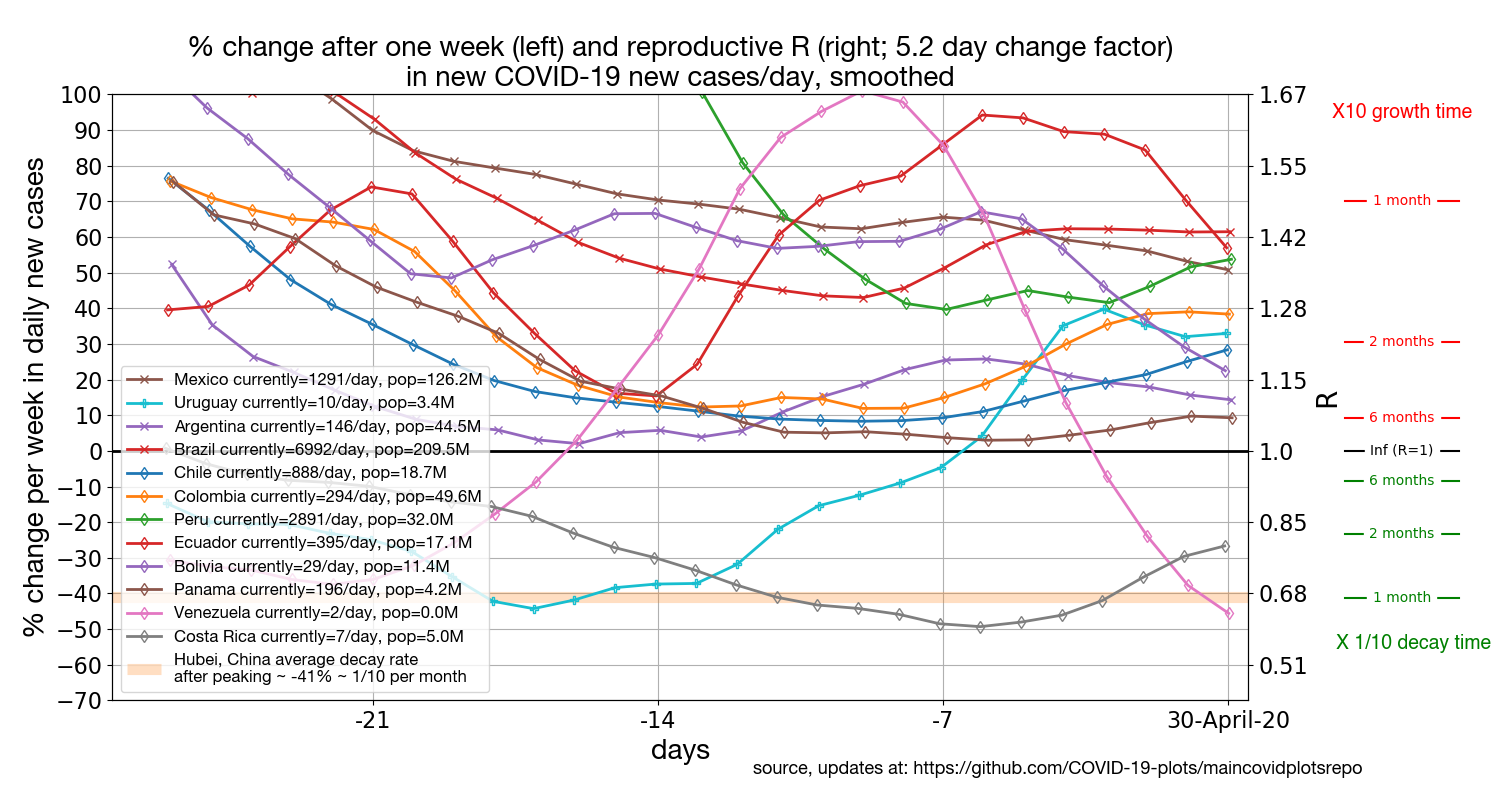 % change after one week (left) and reproductive R (right; 5.2 day change factor)
in new COVID-19 new cases/day, smoothed
% change per week in daily new cases
100
90
80
70
60
50
40
30
20
10
0
−10
−20
−30
−40
−50
−60
−70
Mexico currently=1291/day, pop=126.2M
Uruguay currently=10/day, pop=3.4M
Argentina currently=146/day, pop=44.5M
Brazil currently=6992/day, pop=209.5M
Chile currently=888/day, pop=18.7M
Colombia currently=294/day, pop=49.6M
Peru currently=2891/day, pop=32.0M
Ecuador currently=395/day, pop=17.1M
Bolivia currently=29/day, pop=11.4M
Panama currently=196/day, pop=4.2M
Venezuela currently=2/day, pop=0.0M
Costa Rica currently=7/day, pop=5.0M
Hubei, China average decay rate
after peaking ~ -41% ~ 1/10 per month
-21
-14
-7
30-April-20
days
1.67
1.55
1.42
1.28
1.15
1.0
0.85
0.68
0.51
R
X10 growth time
1 month
2 months
6 months
Inf (R=1)
6 months
2 months
1 month
X 1/10 decay time
source, updates at: https://github.com/COVID-19-plots/maincovidplotsrepo